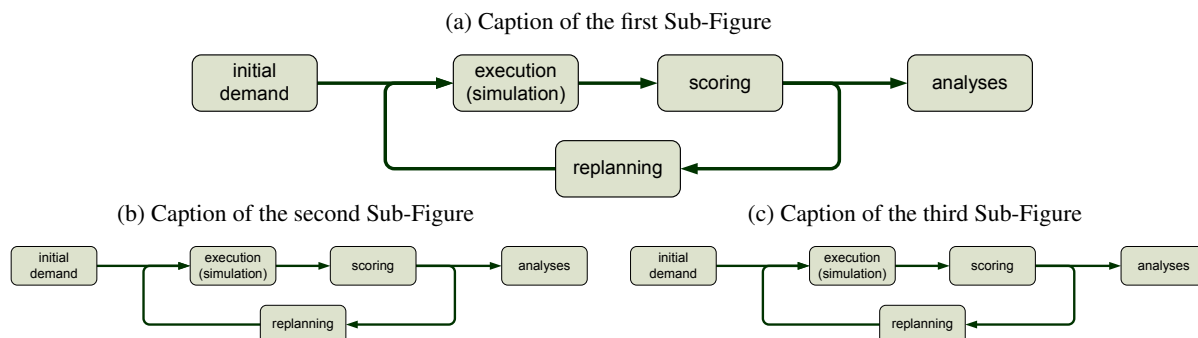 (a) Caption of the first Sub-Figure
initial
demand
execution
(simulation)
scoring
analyses
replanning
(b) Caption of the second Sub-Figure
initial
demand
execution
(simulation)
scoring
analyses
replanning
(c) Caption of the third Sub-Figure
initial
demand
execution
(simulation)
scoring
analyses
replanning